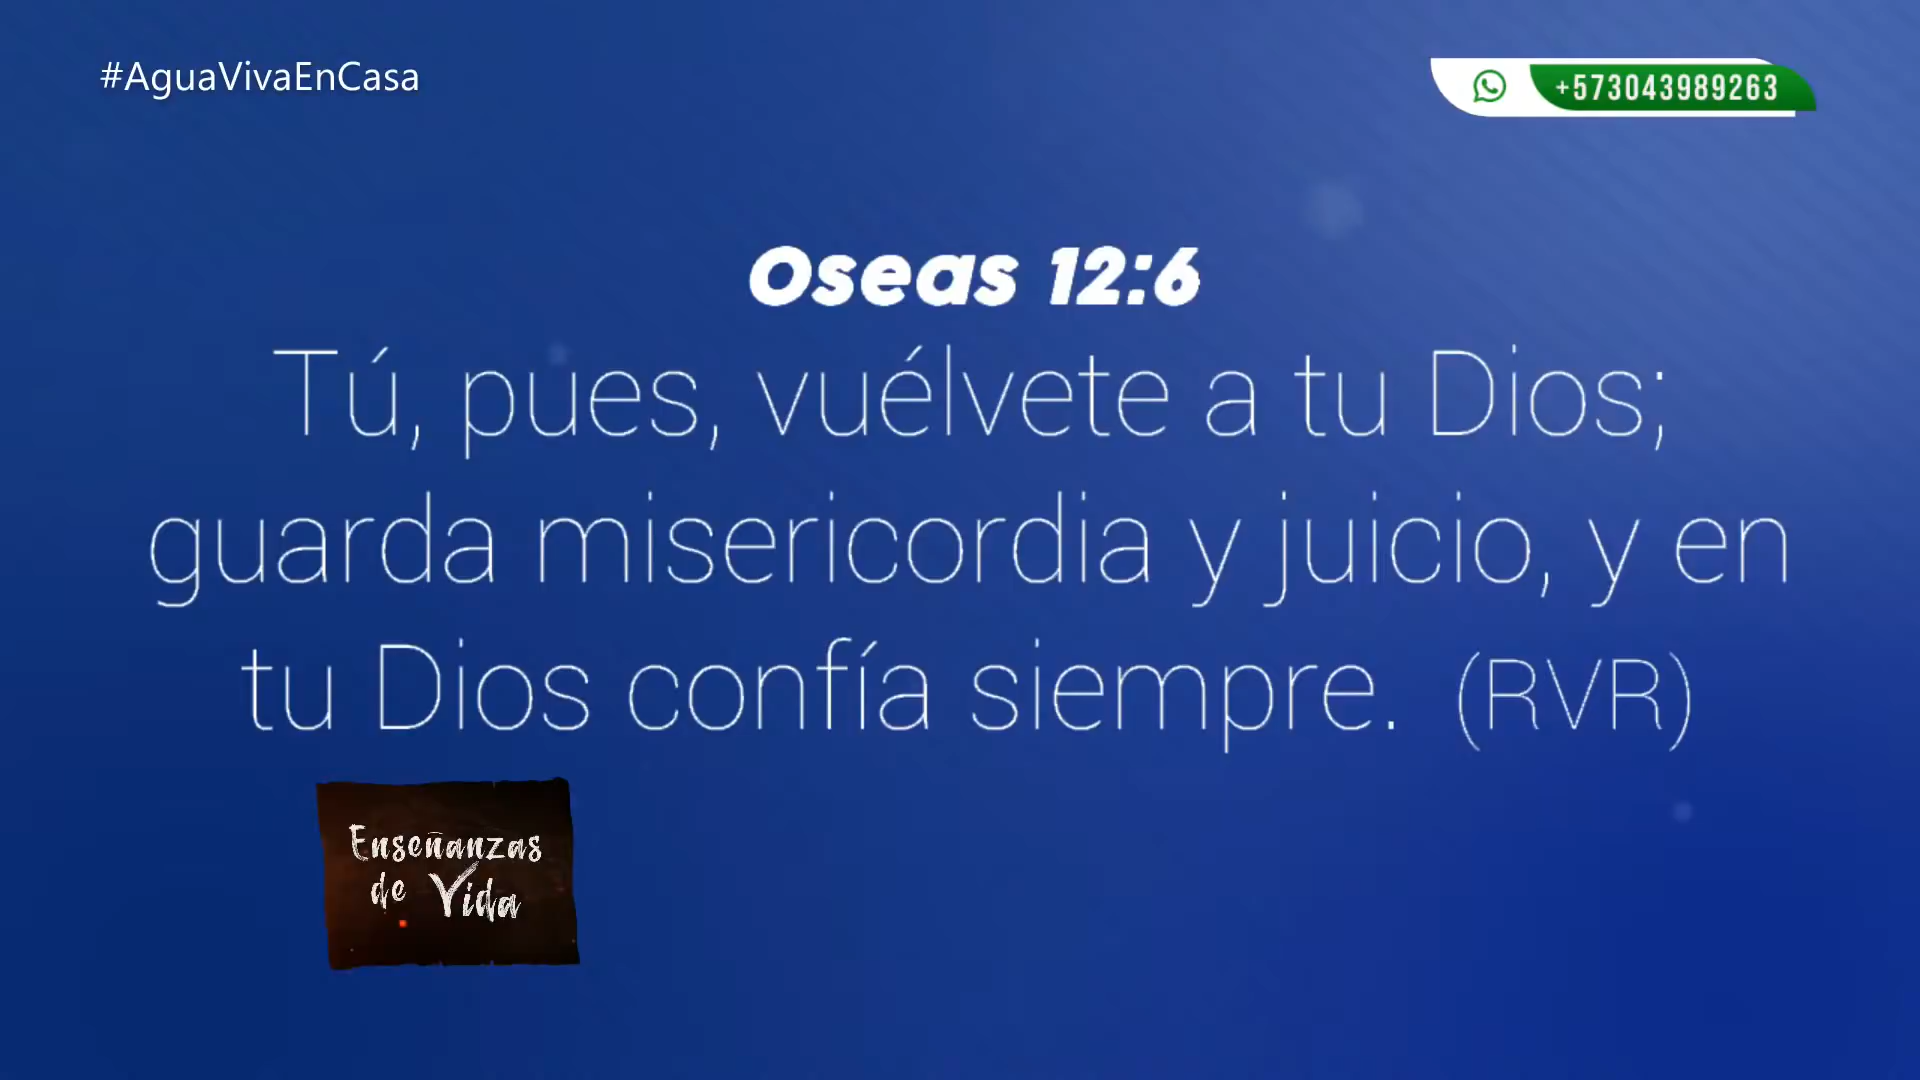 #AguaVivaEnCasa
+573043989263
Oseas 12:6
Tú, pues, vuélvete a tu Dios;
guarda misericordia y juicio, y en
tu Dios confía siempre. (RVR)
Enseñanzas
de Vida